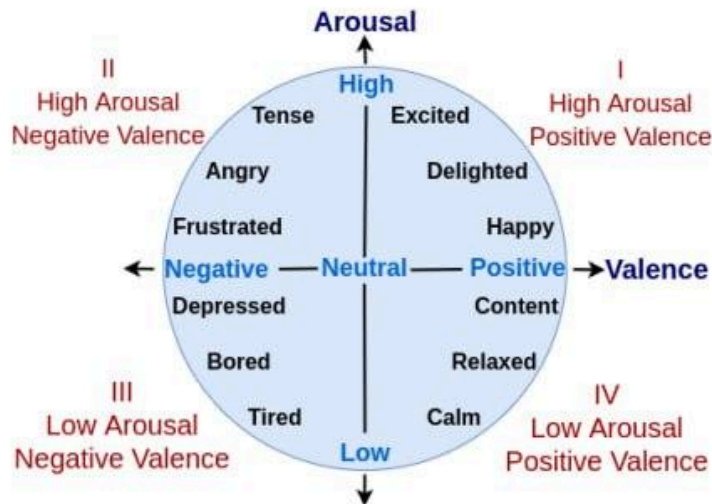 Arousal
II
High Arousal
Negative Valence
I
High Arousal
Positive Valence
High
Tense
Excited
Angry
Delighted
Frustrated
Happy
Negative
Neutral
Positive
Valence
Depressed
Content
Bored
Relaxed
Tired
Calm
Low
III
Low Arousal
Negative Valence
IV
Low Arousal
Positive Valence